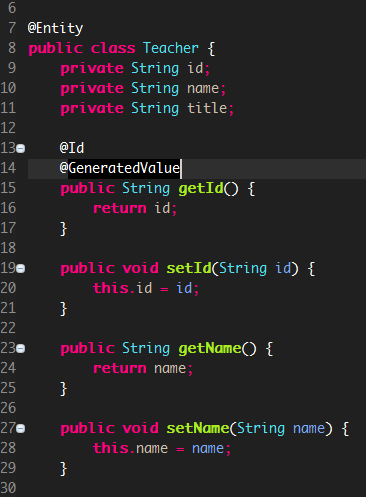 6
7 @Entity
8 public class Teacher {
9     private String id;
10     private String name;
11     private String title;
12
13     @Id
14     @GeneratedValue
15     public String getId() {
16         return id;
17     }
18
19     public void setId(String id) {
20         this.id = id;
21     }
22
23     public String getName() {
24         return name;
25     }
26
27     public void setName(String name) {
28         this.name = name;
29     }
30